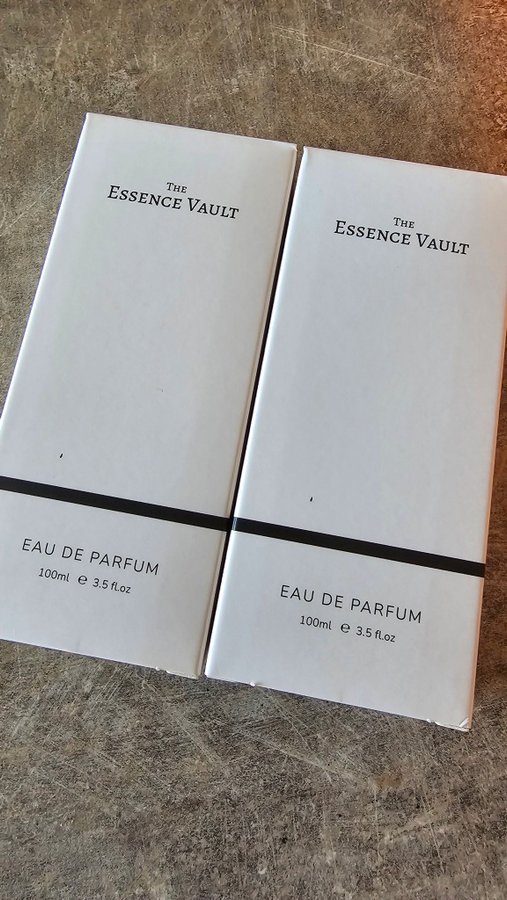 The
Essence Vault
EAU DE PARFUM
100ml ℮ 3.5 fl.oz
The
Essence Vault
EAU DE PARFUM
100ml ℮ 3.5 fl.oz